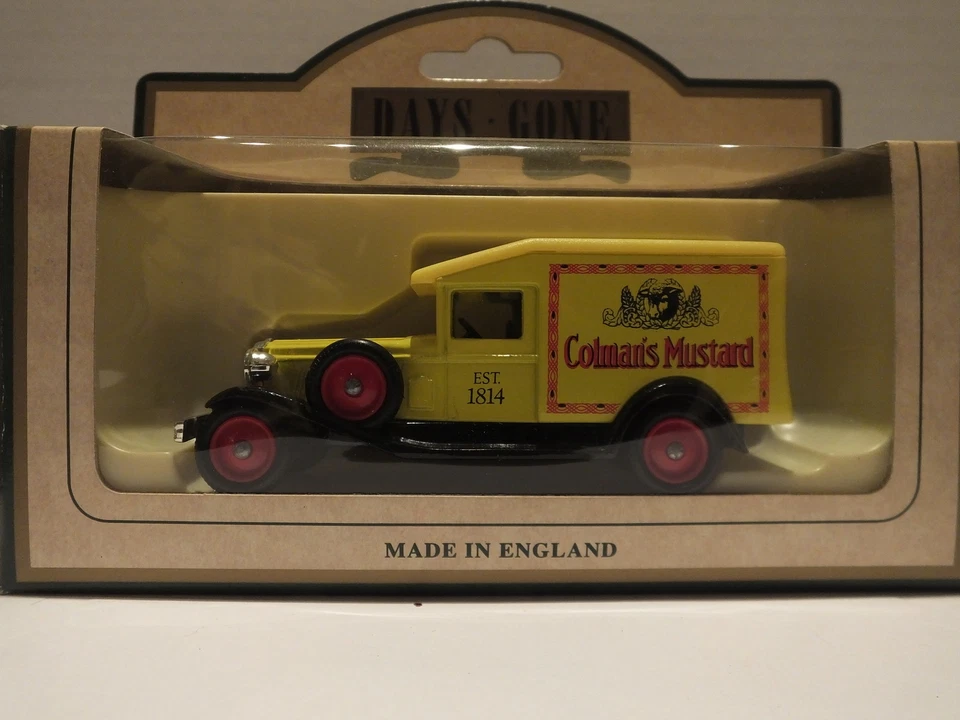 DAYS · GONE
Colman's Mustard
EST.
1814
MADE IN ENGLAND